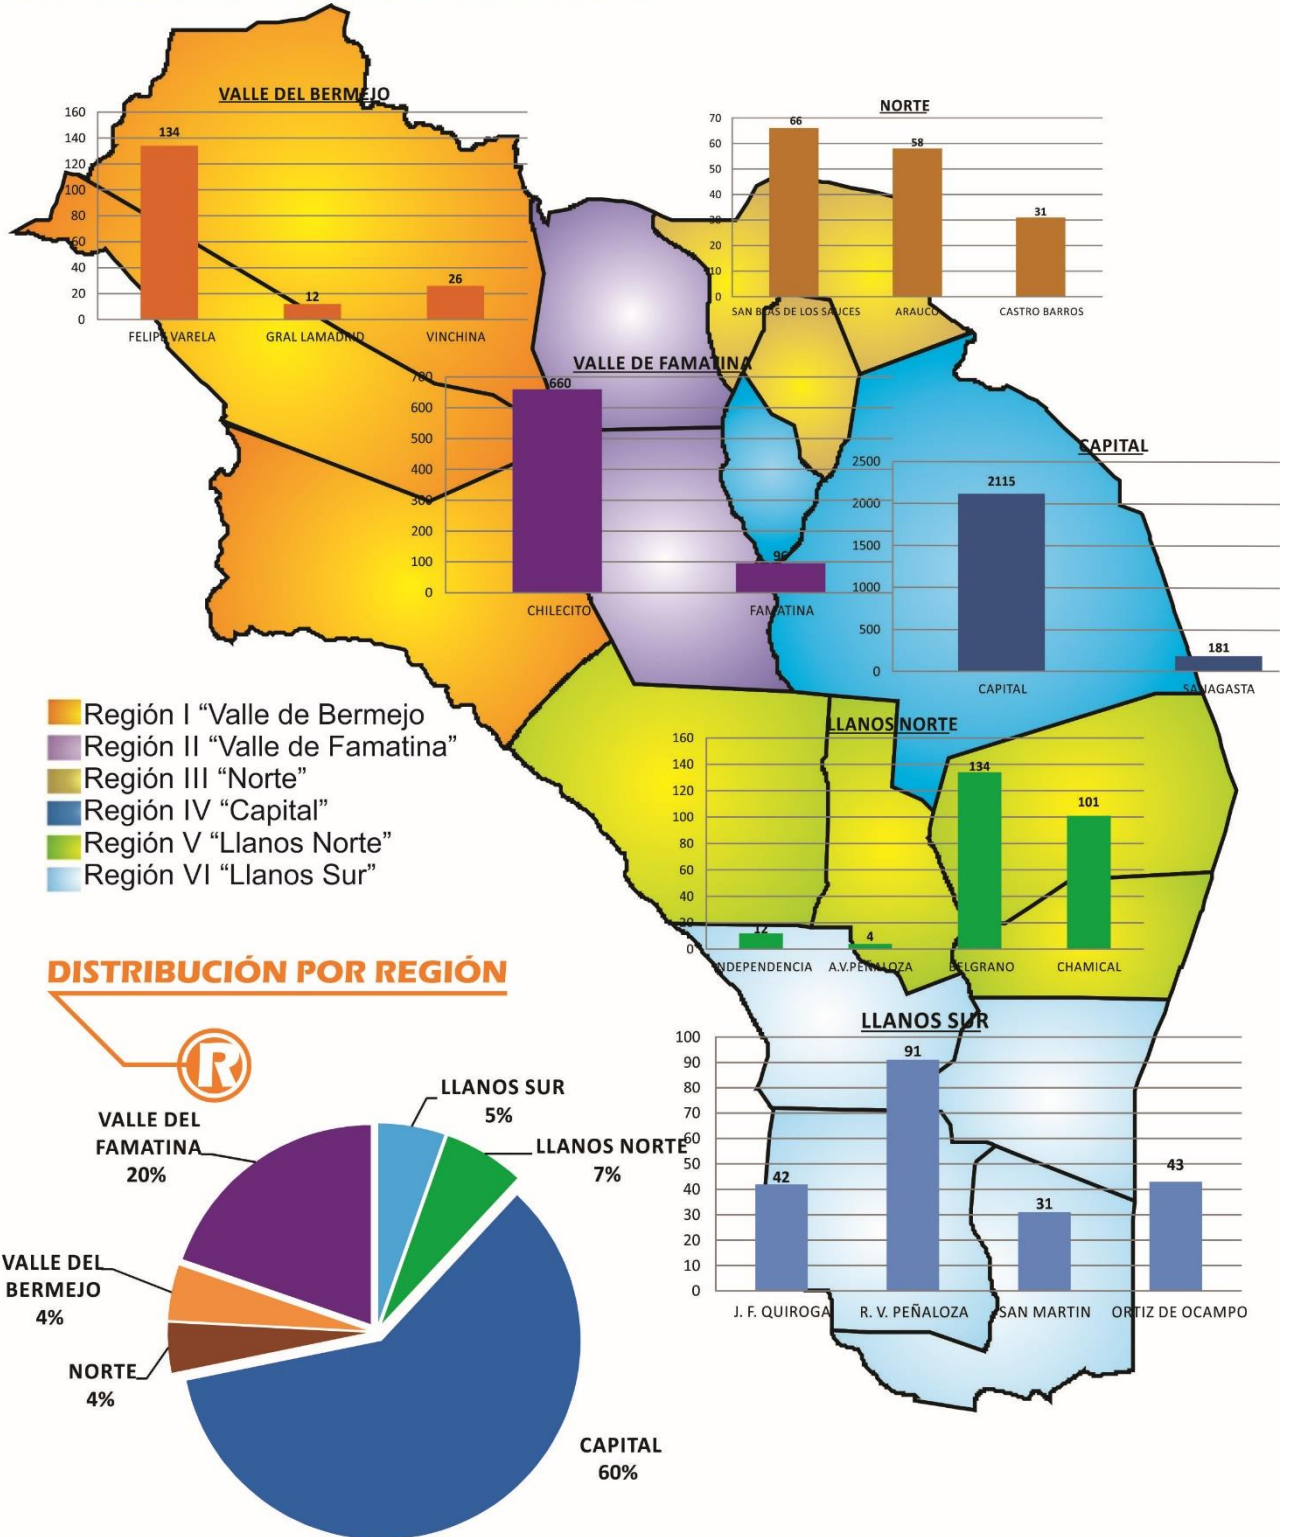 VALLE DEL BERMEJO
160
140
120
100
80
60
40
20
0
134
12
26
FELIPE VARELA
GRAL LAMADRID
VINCHINA
NORTE
70
60
50
40
30
20
10
0
66
58
31
SAN BLAS DE LOS SAUCES
ARAUCO
CASTRO BARROS
VALLE DE FAMATINA
700
600
500
400
300
200
100
0
660
96
CHILECITO
FAMATINA
CAPITAL
2500
2000
1500
1000
500
0
2115
181
CAPITAL
SANAGASTA
Región I “Valle de Bermejo
Región II “Valle de Famatina”
Región III “Norte”
Región IV “Capital”
Región V “Llanos Norte”
Región VI “Llanos Sur”
LLANOS NORTE
160
140
120
100
80
60
40
20
0
12
4
134
101
INDEPENDENCIA
A.V.PEÑALOZA
BELGRANO
CHAMICAL
DISTRIBUCIÓN POR REGIÓN
R
LLANOS SUR
5%
LLANOS NORTE
7%
VALLE DEL
FAMATINA
20%
VALLE DEL
BERMEJO
4%
NORTE
4%
CAPITAL
60%
LLANOS SUR
100
90
80
70
60
50
40
30
20
10
0
42
91
31
43
J. F. QUIROGA
R. V. PEÑALOZA
SAN MARTIN
ORTIZ DE OCAMPO